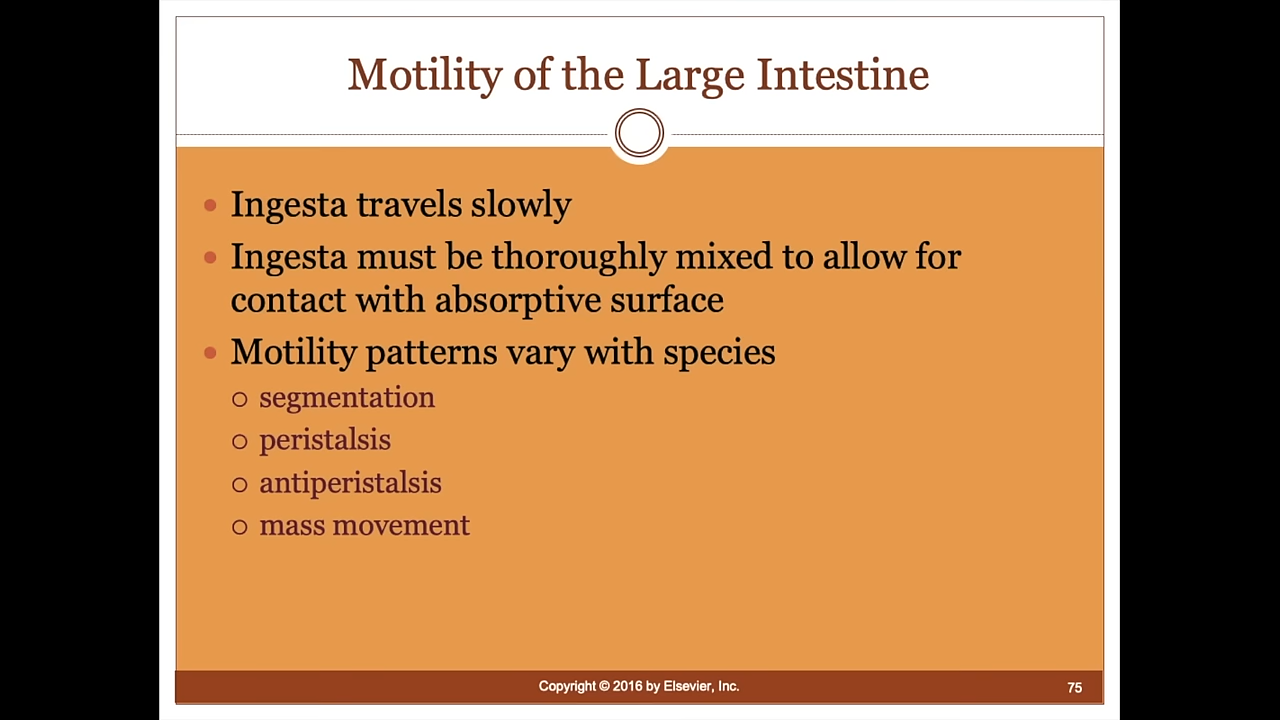 Motility of the Large Intestine
Ingesta travels slowly
Ingesta must be thoroughly mixed to allow for
contact with absorptive surface
Motility patterns vary with species
segmentation
peristalsis
antiperistalsis
mass movement
Copyright © 2016 by Elsevier, Inc.
75